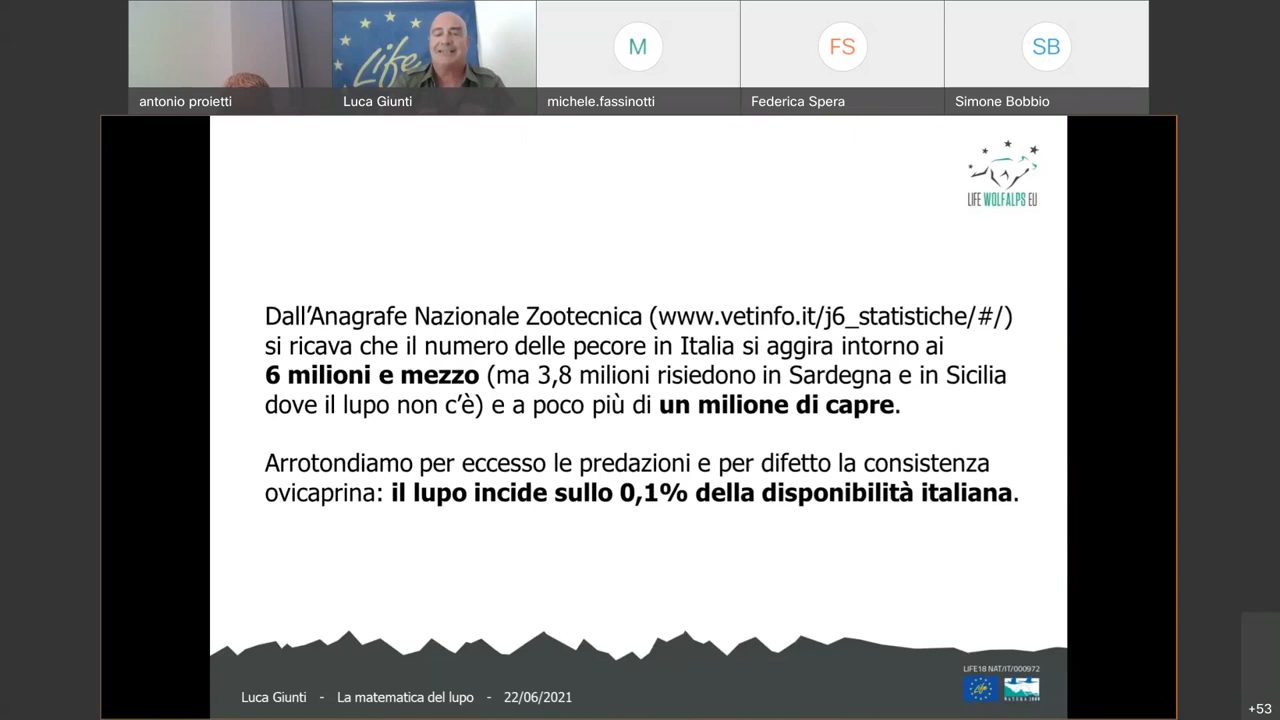 Life
M
FS
SB
antonio proietti
Luca Giunti
michele.fassinotti
Federica Spera
Simone Bobbio
LIFE WOLFALPS EU
Dall'Anagrafe Nazionale Zootecnica (www.vetinfo.it/j6_statistiche/#/)
si ricava che il numero delle pecore in Italia si aggira intorno ai
6 milioni e mezzo (ma 3,8 milioni risiedono in Sardegna e in Sicilia
dove il lupo non c'è) e a poco più di un milione di capre.
Arrotondiamo per eccesso le predazioni e per difetto la consistenza
ovicaprina: il lupo incide sullo 0,1% della disponibilità italiana.
LIFE18 NAT/IT/000972
Life
NATURA 2000
Luca Giunti - La matematica del lupo - 22/06/2021
+53